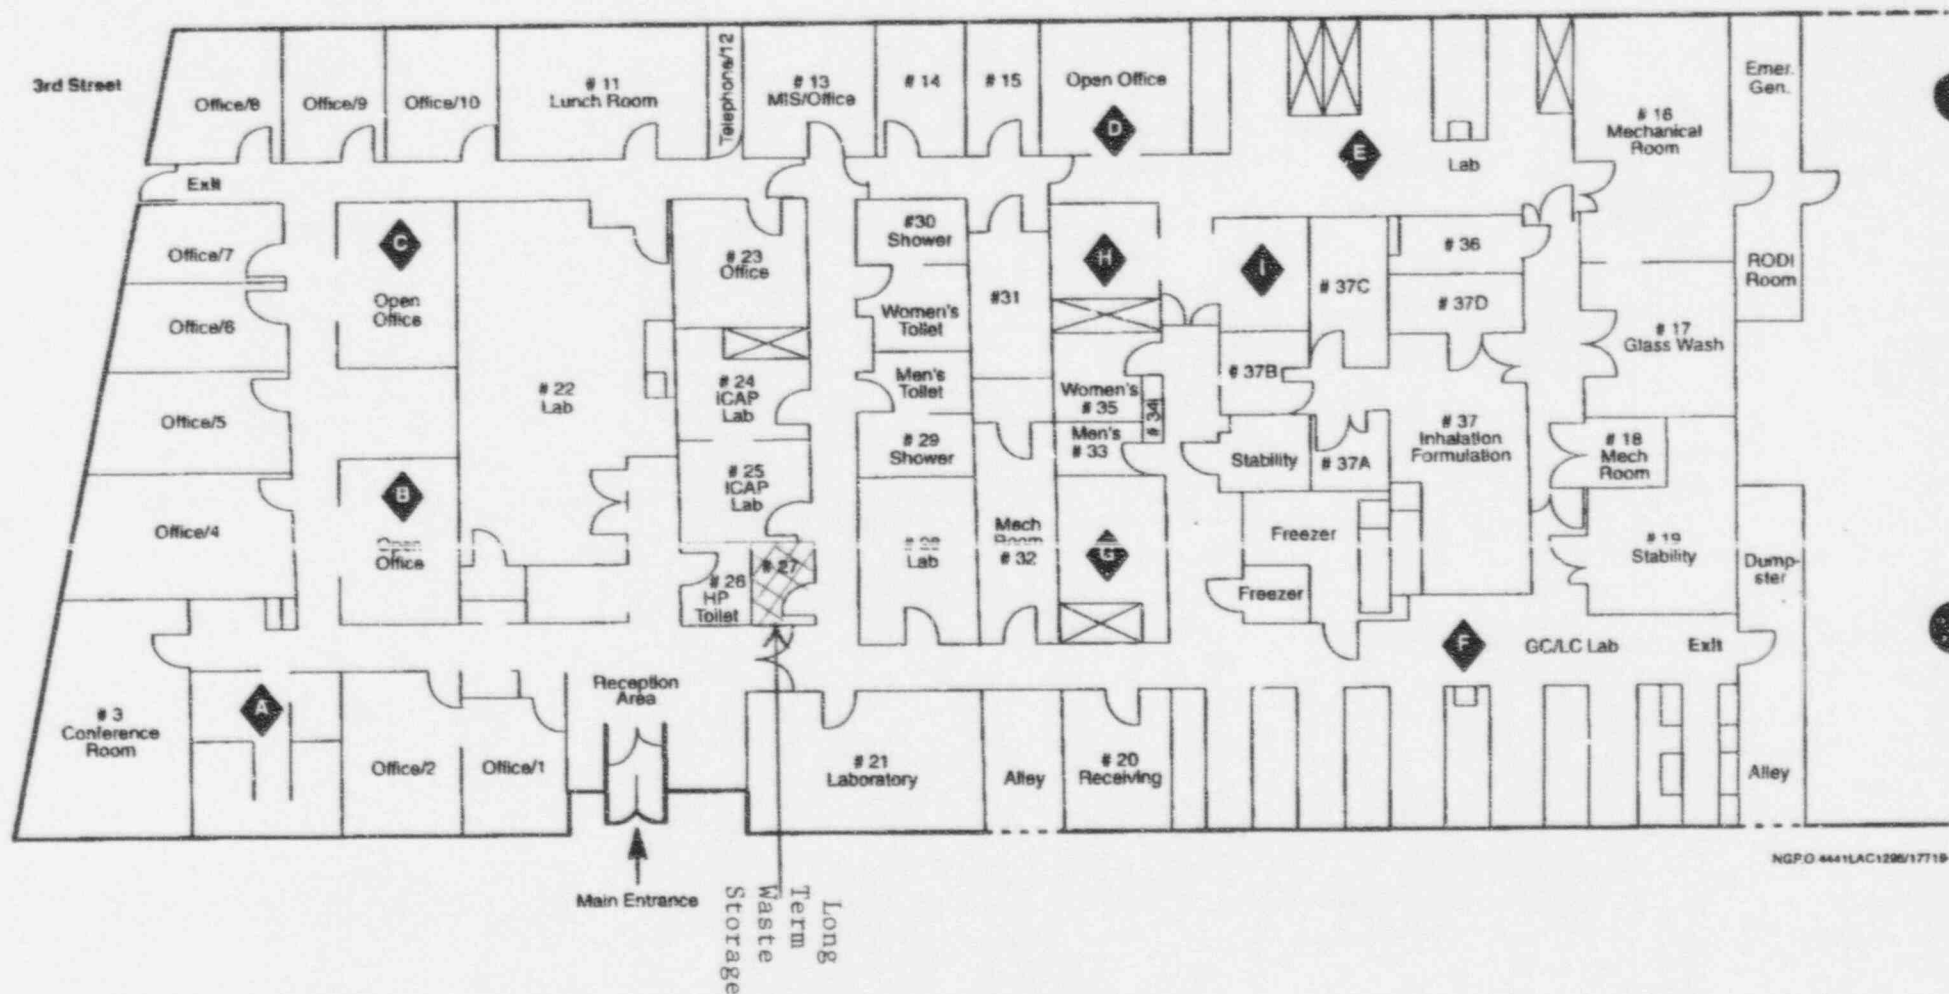 3rd Street
Office/8
Office/9
Office/10
# 11
Lunch Room
Telephone/12
# 13
MIS/Office
# 14
# 15
Open Office
D
E
Lab
# 16
Mechanical
Room
Emer.
Gen.
Exit
Office/7
C
Open
Office
# 23
Office
#30
Shower
H
I
# 37C
# 36
RODI
Room
Office/6
Women's
Toilet
#31
# 37D
# 17
Glass Wash
Office/5
# 22
Lab
# 24
ICAP
Lab
Men's
Toilet
Women's
# 35
# 34
# 37B
Men's
# 33
# 29
Shower
Stability
# 37A
# 37
Inhalation
Formulation
# 18
Mech
Room
# 25
ICAP
Lab
B
Open
Office
Office/4
# 26
HP
Toilet
# 27
# 28
Lab
Mech
Room
# 32
G
Freezer
Freezer
# 19
Stability
Dump-
ster
F
GC/LC Lab
Exit
# 3
Conference
Room
A
Office/2
Office/1
Reception
Area
# 21
Laboratory
Alley
# 20
Receiving
Alley
Main Entrance
Long
Term
Waste
Storage